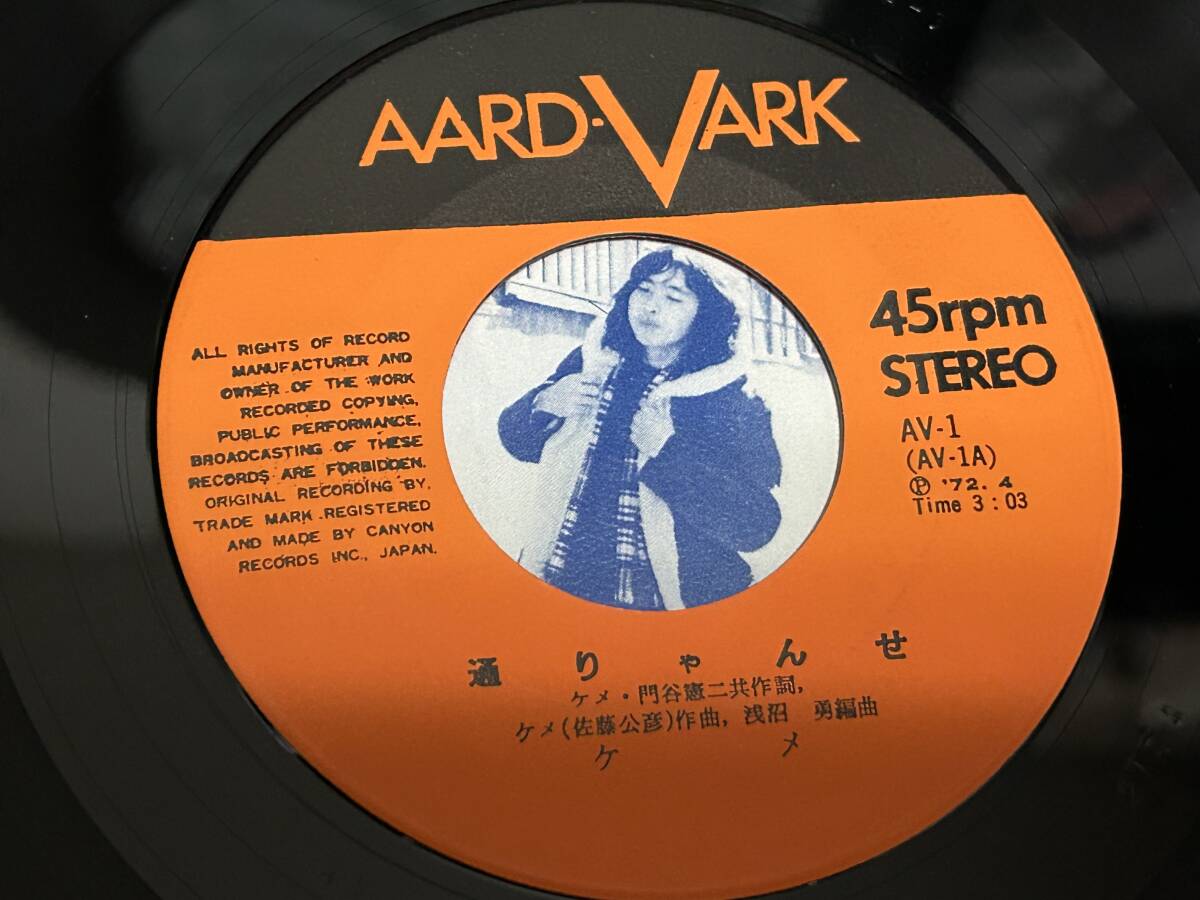 AARD·VARK
ALL RIGHTS OF RECORD
MANUFACTURER AND
OWNER OF THE WORK
RECORDED COPYING,
PUBLIC PERFORMANCE,
BROADCASTING OF THESE
RECORDS ARE FORBIDDEN.
ORIGINAL RECORDING BY,
TRADE MARK REGISTERED
AND MADE BY CANYON
RECORDS INC., JAPAN.
45rpm
STEREO
AV-1
(AV-1A)
Ⓟ '72.4
Time 3:03
通りゃんせ
ケメ・門谷憲二共作詞,
ケメ(佐藤公彦)作曲, 浅沼 勇編曲
ケメ